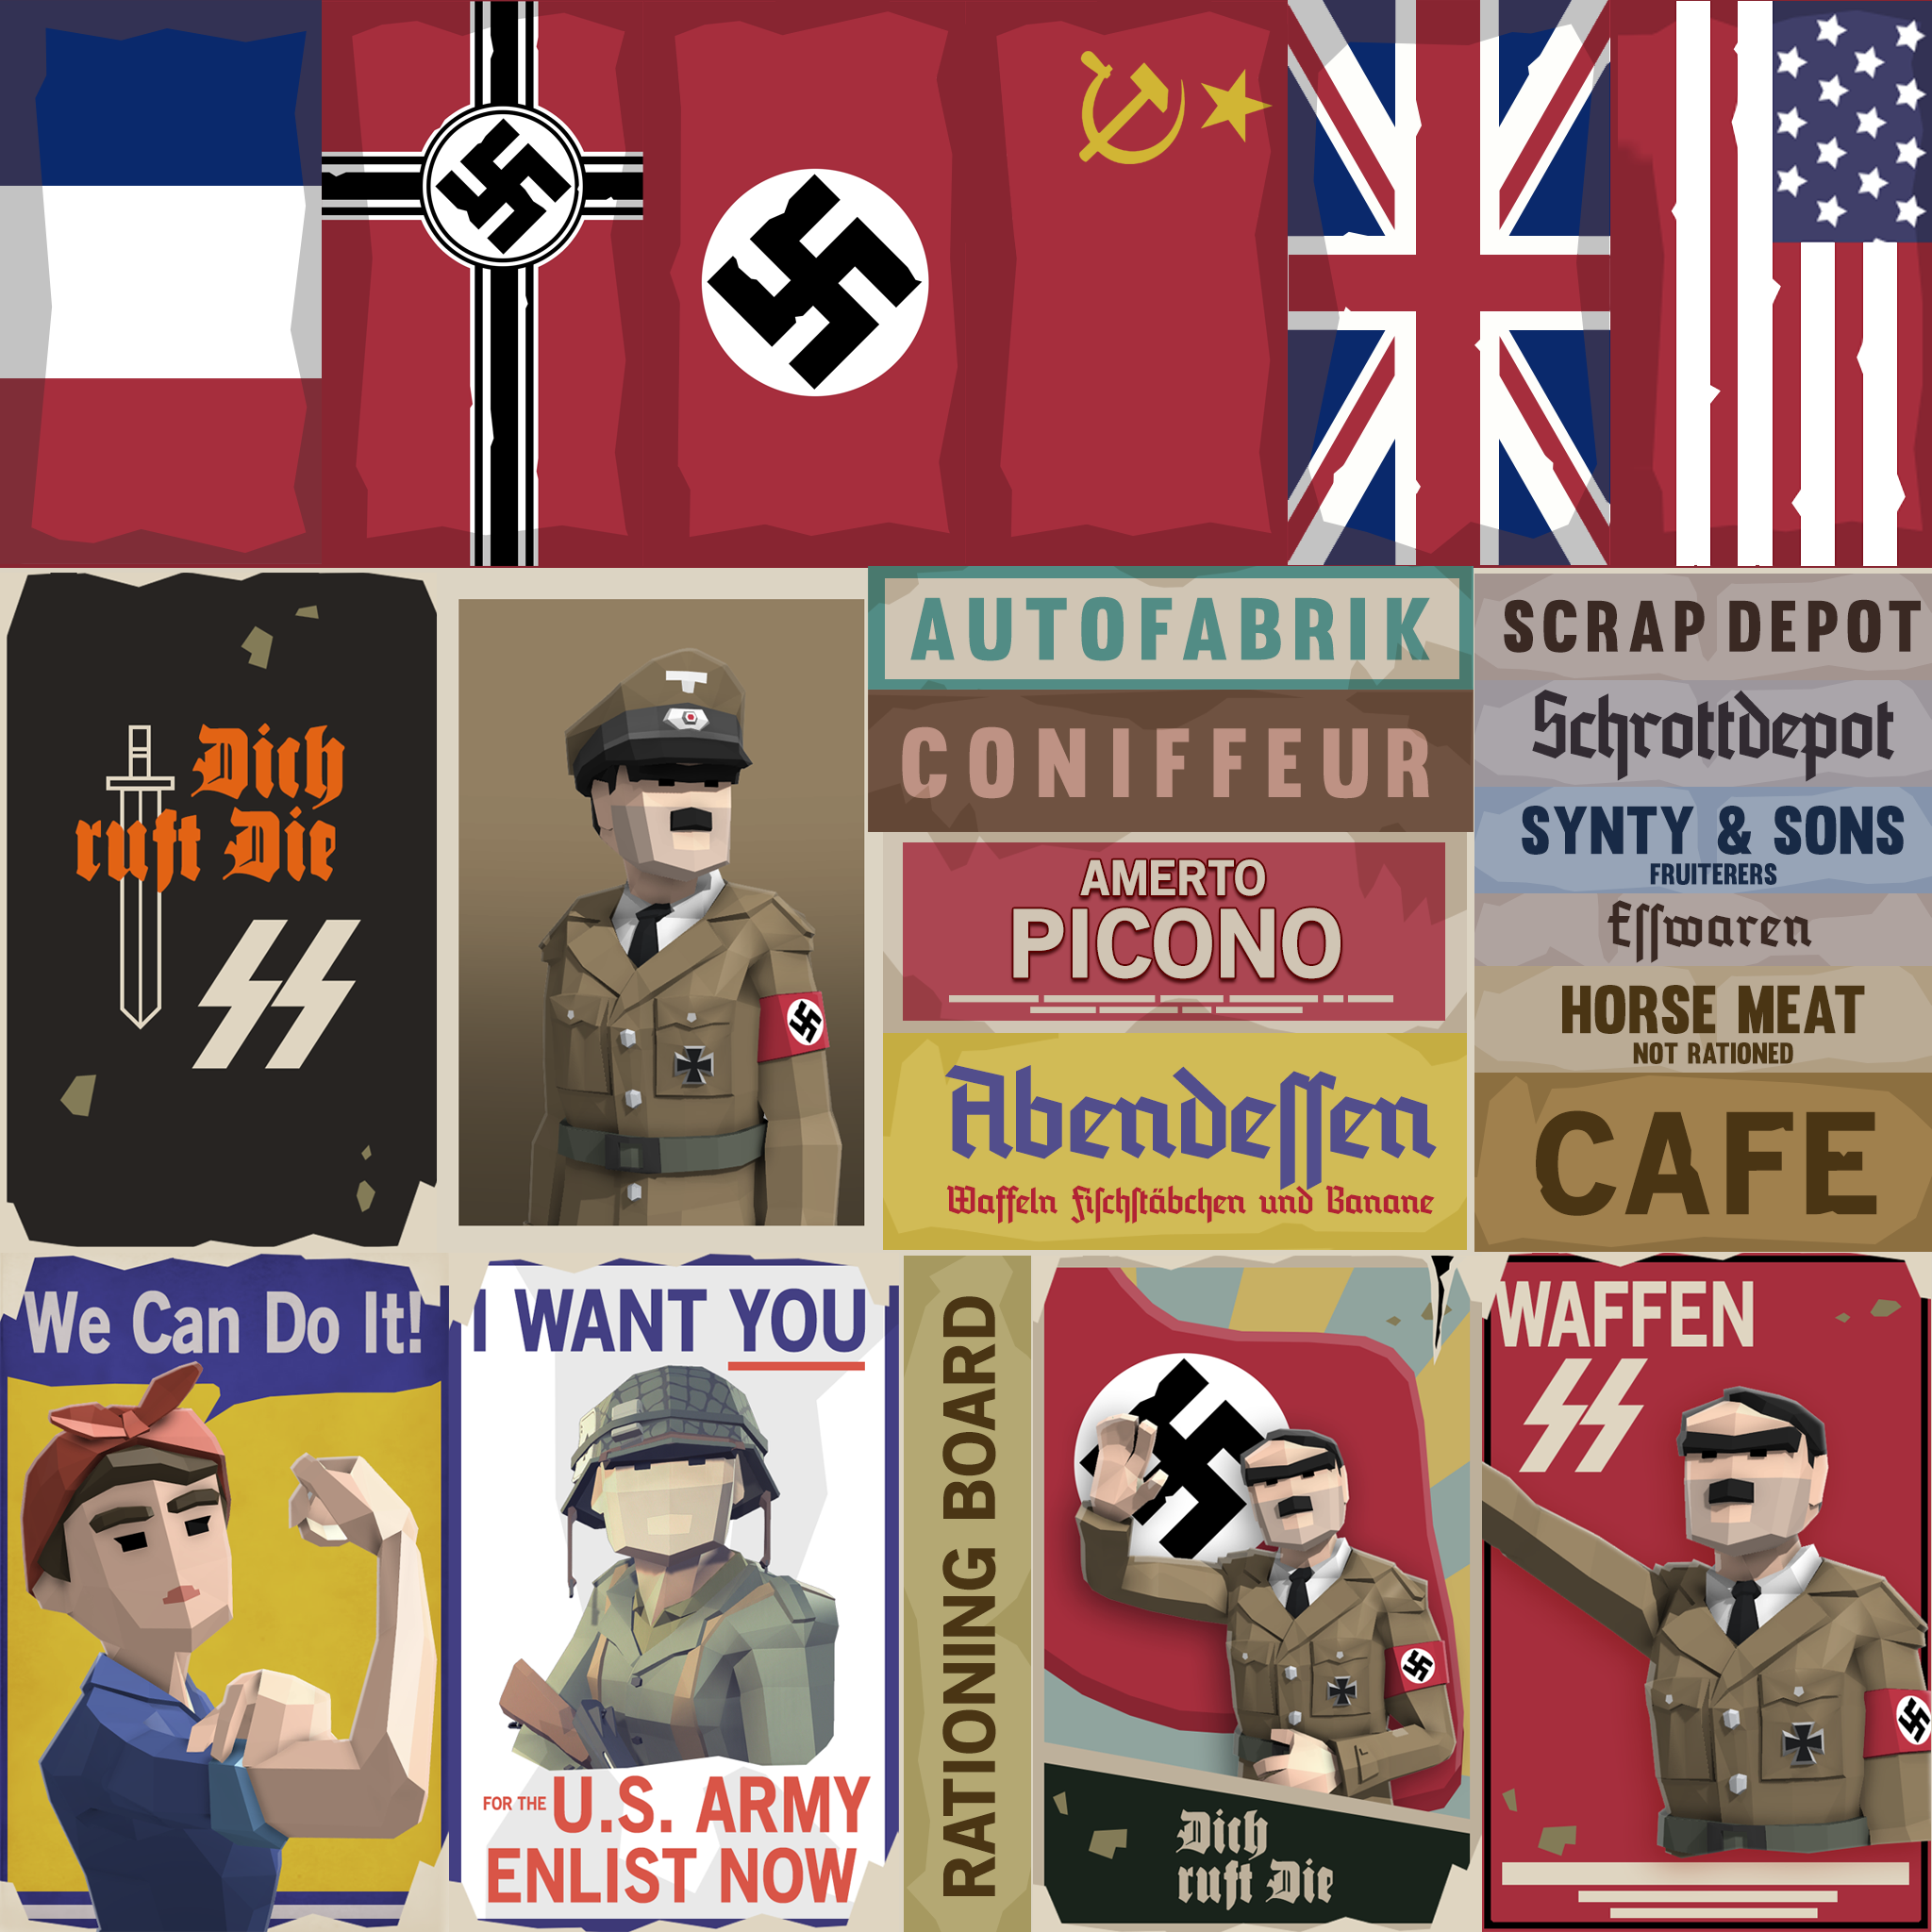 Dich
ruft Die
AUTOFABRIK
CONIFFEUR
AMERTO
PICONO
Abendeſſen
Waffeln Fiſchſtäbchen und Banane
SCRAP DEPOT
Schrottdepot
SYNTY & SONS
FRUITERERS
Eſſwaren
HORSE MEAT
NOT RATIONED
CAFE
We Can Do It!
I WANT YOU
FOR THE U.S. ARMY
ENLIST NOW
RATIONING BOARD
Dich
ruft Die
WAFFEN